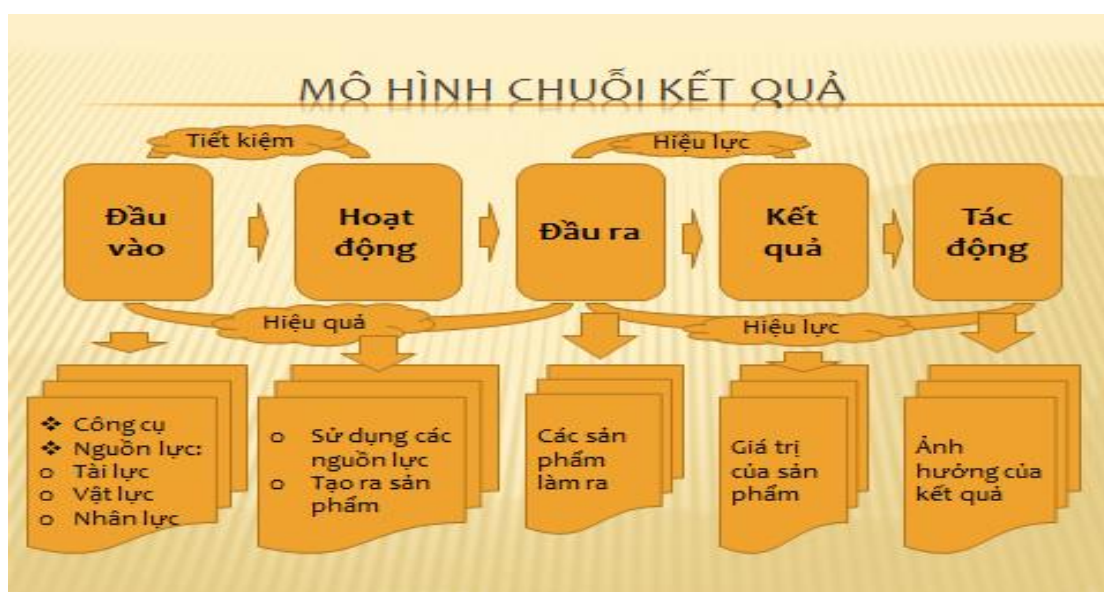 MÔ HÌNH CHUỖI KẾT QUẢ
Tiết kiệm
Hiệu lực
Đầu
vào
Hoạt
động
Đầu ra
Kết
quả
Tác
động
Hiệu quả
Hiệu lực
❖ Công cụ
❖ Nguồn lực:
o Tài lực
o Vật lực
o Nhân lực
o Sử dụng các
nguồn lực
o Tạo ra sản
phẩm
Các sản
phẩm
làm ra
Giá trị
của sản
phẩm
Ảnh
hưởng của
kết quả